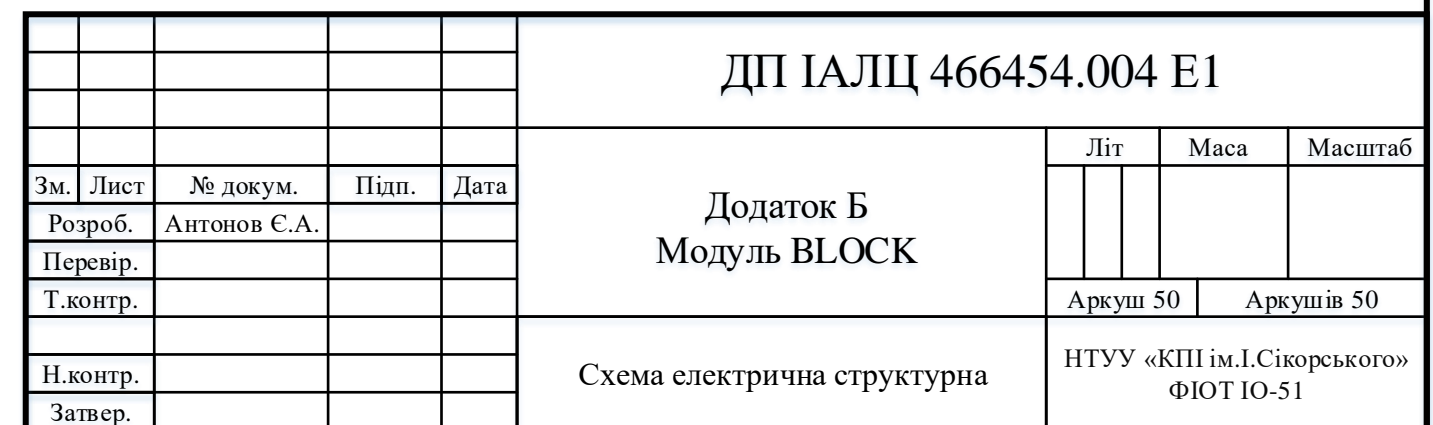 ДП ІАЛЦ 466454.004 Е1
Літ Маса Масштаб
Зм. Лист № докум. Підп. Дата
Додаток Б
Розроб. Антонов Є.А.
Модуль BLOCK
Перевір.
Т.контр.
Аркуш 50 Аркушів 50
Схема електрична структурна
НТУУ «КПІ ім.І.Сікорського»
ФІОТ ІО-51
Н.контр.
Затвер.